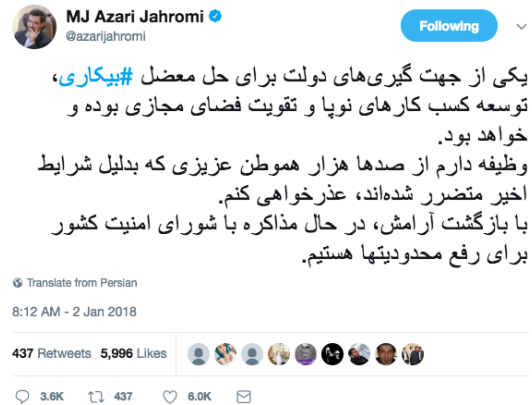 MJ Azari Jahromi
@azarijahromi
Following
یکی از جهت گیری‌های دولت برای حل معضل #بیکاری،
توسعه کسب کارهای نوپا و تقویت فضای مجازی بوده و
خواهد بود.
وظیفه دارم از صدها هزار هموطن عزیزی که بدلیل شرایط
اخیر متضرر شده‌اند، عذرخواهی کنم.
با بازگشت آرامش، در حال مذاکره با شورای امنیت کشور
برای رفع محدودیتها هستیم.
Translate from Persian
8:12 AM - 2 Jan 2018
437 Retweets 5,996 Likes
3.6K 437 6.0K